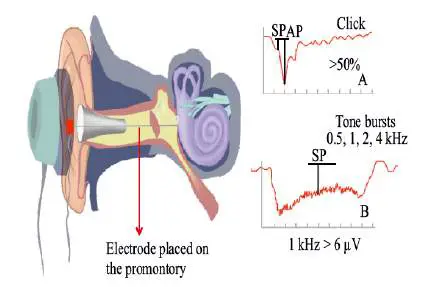 SPAP
Click
>50%
A
Tone bursts
0.5, 1, 2, 4 kHz
SP
B
1 kHz > 6 µV
Electrode placed on
the promontory